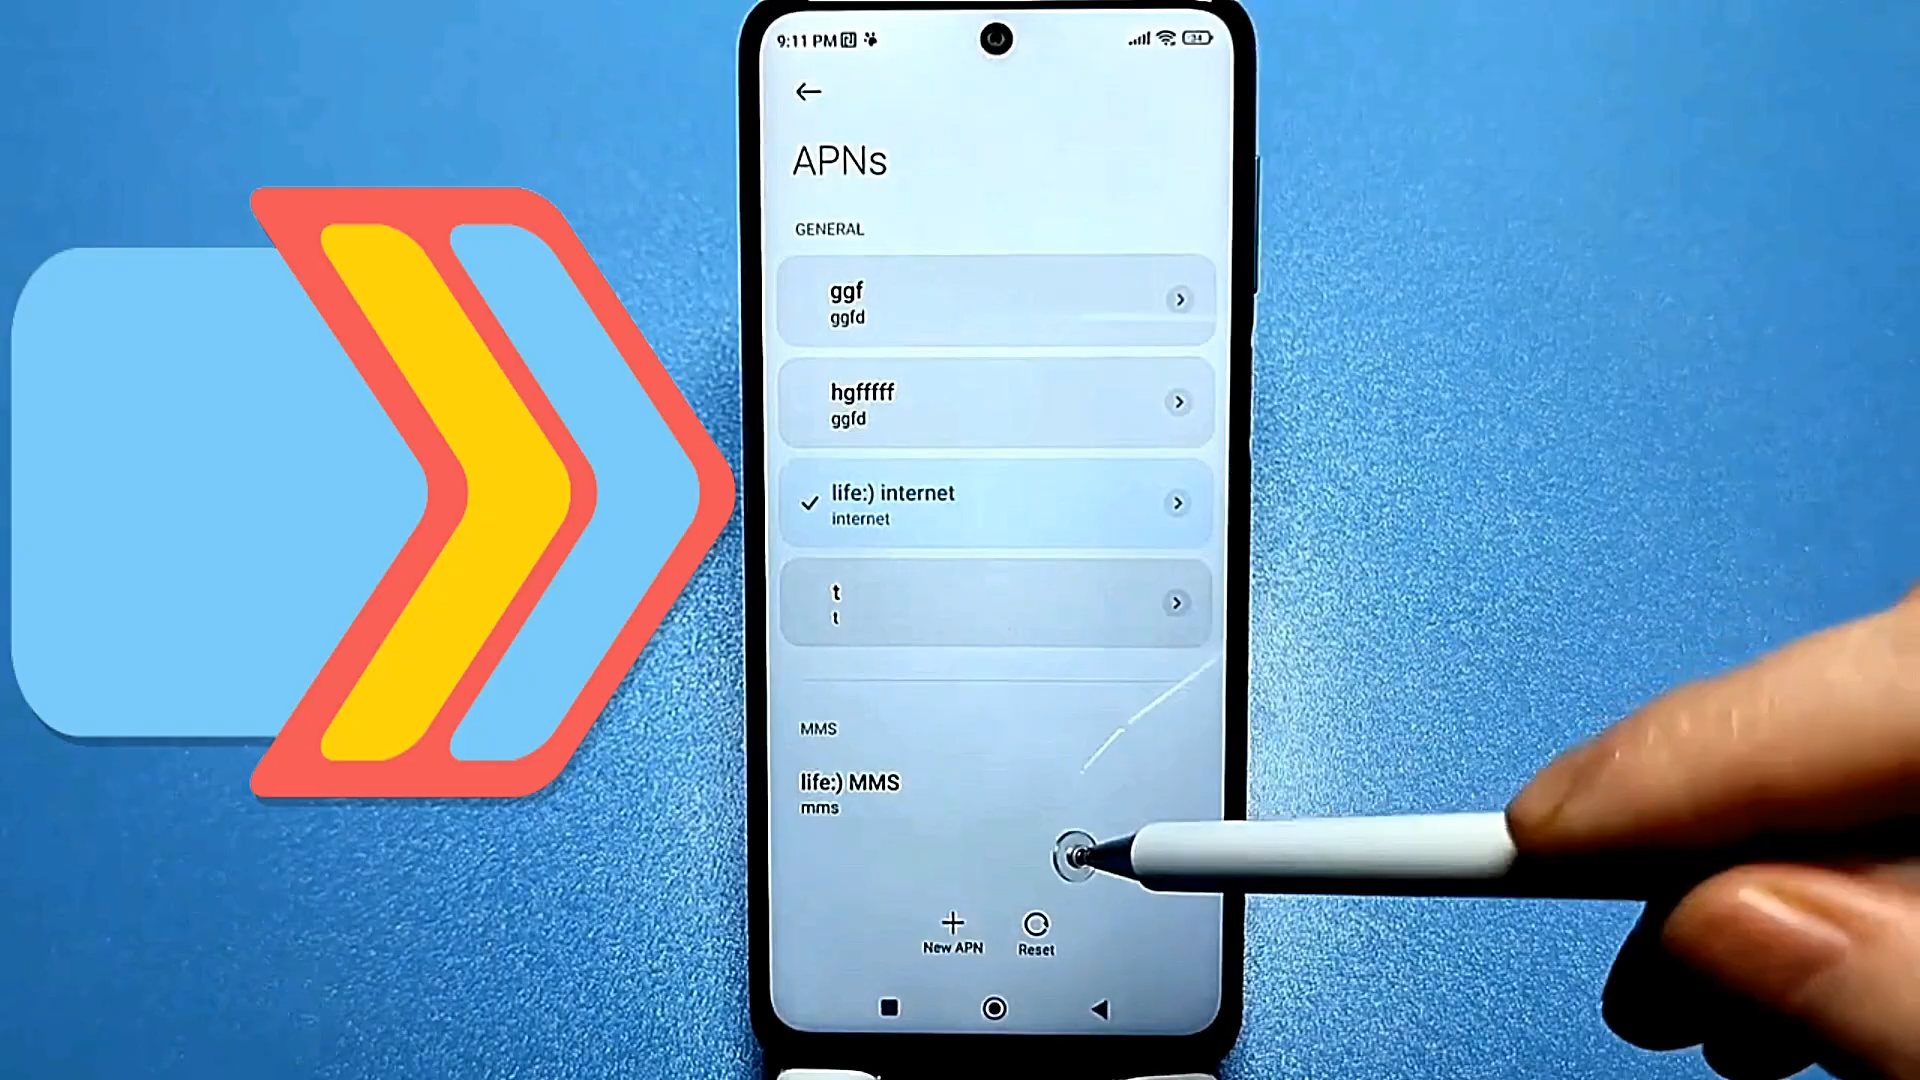 9:11 PM
34
APNs
GENERAL
ggf
ggfd
hgfffff
ggfd
life:) internet
internet
t
t
MMS
life:) MMS
mms
New APN
Reset